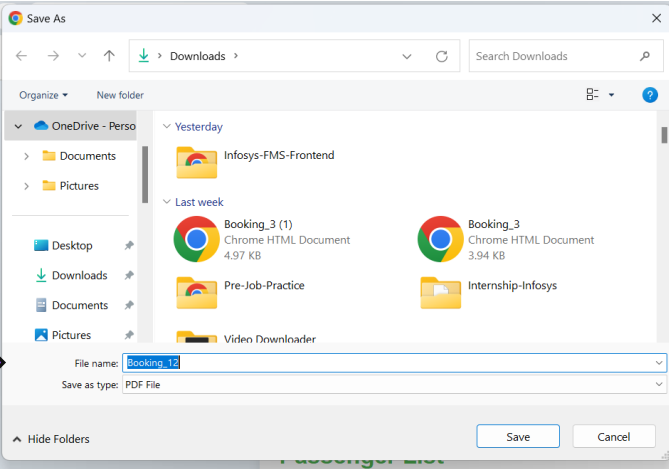 Save As
Downloads
Search Downloads
Organize
New folder
OneDrive - Perso
Documents
Pictures
Desktop
Downloads
Documents
Pictures
Yesterday
Infosys-FMS-Frontend
Last week
Booking_3 (1)
Chrome HTML Document
4.97 KB
Booking_3
Chrome HTML Document
3.94 KB
Pre-Job-Practice
Internship-Infosys
Video Downloader
File name:
Booking_12
Save as type:
PDF File
Hide Folders
Save
Cancel
Passenger List